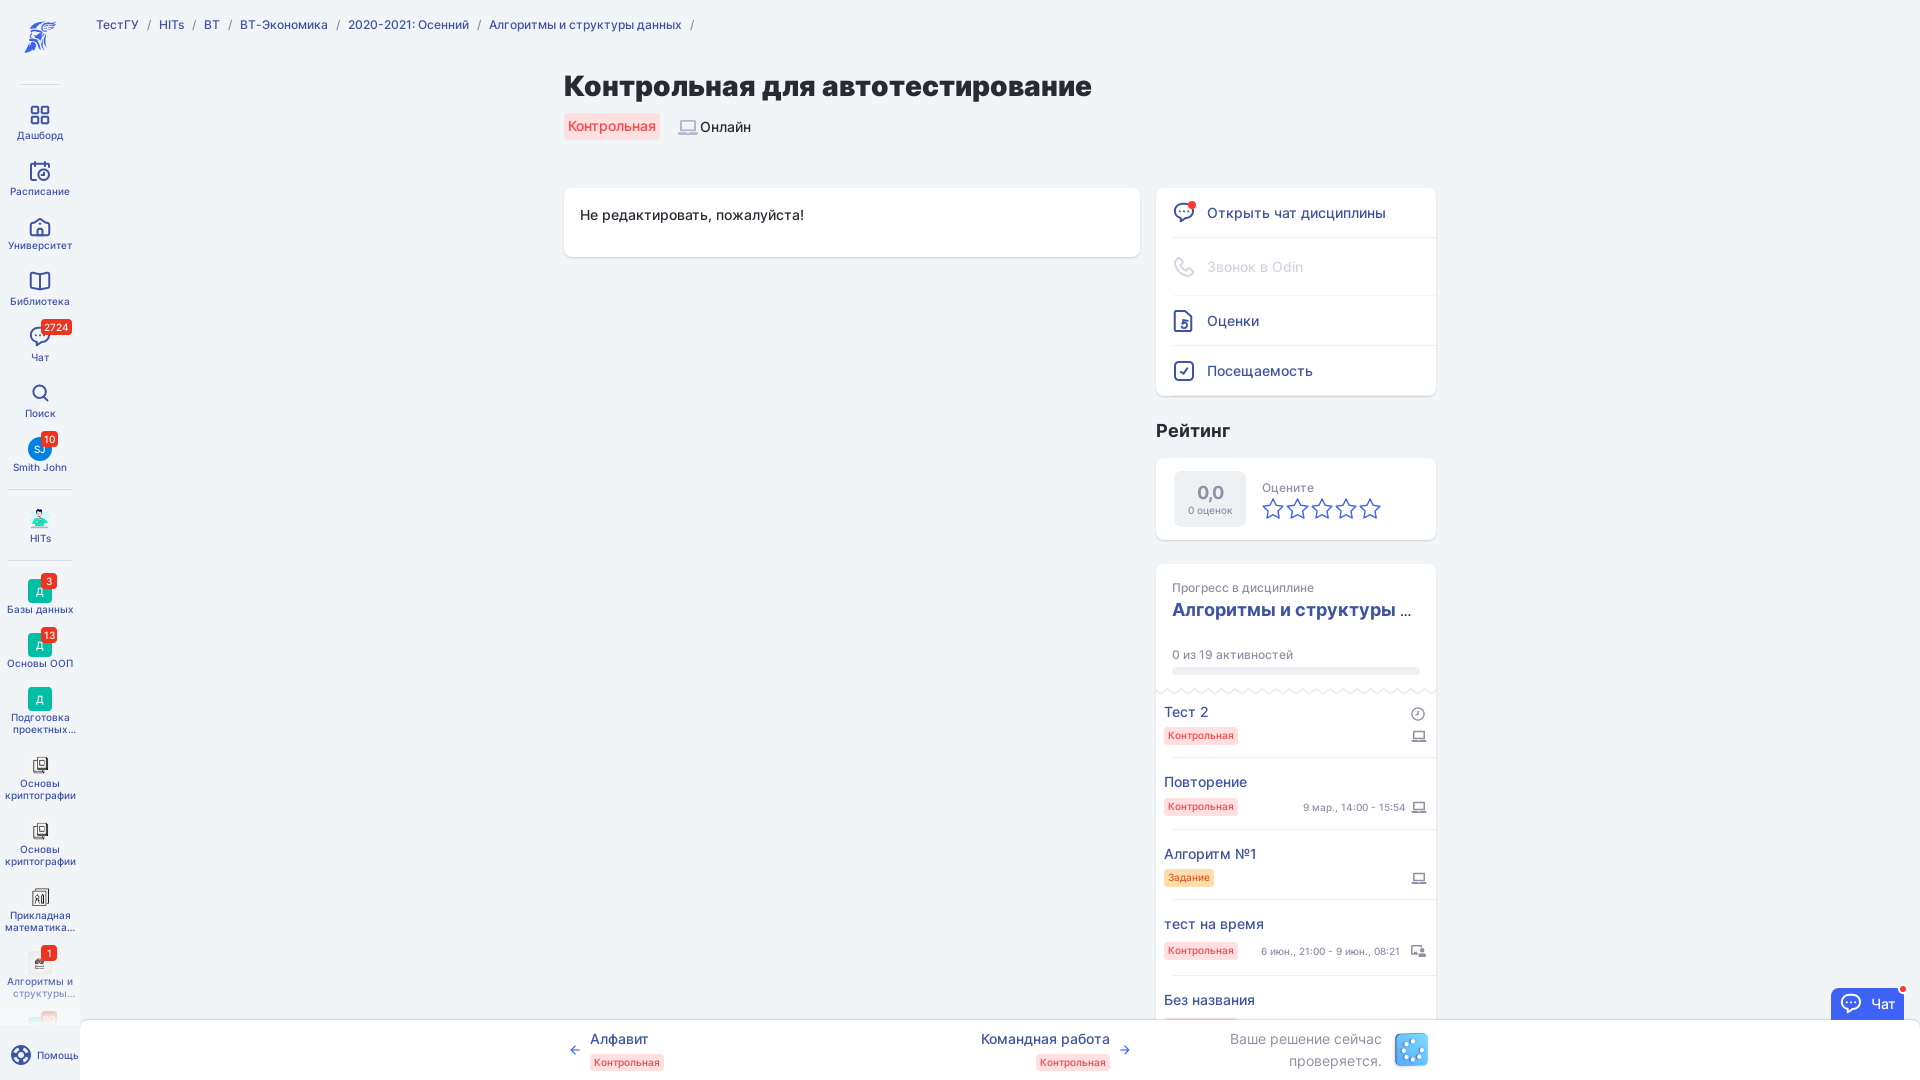 ТестГУ / HITs / ВТ / ВТ-Экономика / 2020-2021: Осенний / Алгоритмы и структуры данных /
Дашборд
Расписание
Университет
Библиотека
2724
Чат
Поиск
10
SJ
Smith John
HITs
3
Д
Базы данных
13
Д
Основы ООП
Д
Подготовка
проектных...
Основы
криптографии
Основы
криптографии
Прикладная
математика...
1
Алгоритмы и
структуры...
Помощь
Контрольная для автотестирование
Контрольная
Онлайн
Не редактировать, пожалуйста!
Открыть чат дисциплины
Звонок в Odin
Оценки
Посещаемость
Рейтинг
0,0
0 оценок
Оцените
Прогресс в дисциплине
Алгоритмы и структуры ...
0 из 19 активностей
Тест 2
Контрольная
Повторение
Контрольная
9 мар., 14:00 - 15:54
Алгоритм №1
Задание
тест на время
Контрольная
6 июн., 21:00 - 9 июн., 08:21
Без названия
Чат
Алфавит
Контрольная
Командная работа
Контрольная
Ваше решение сейчас
проверяется.